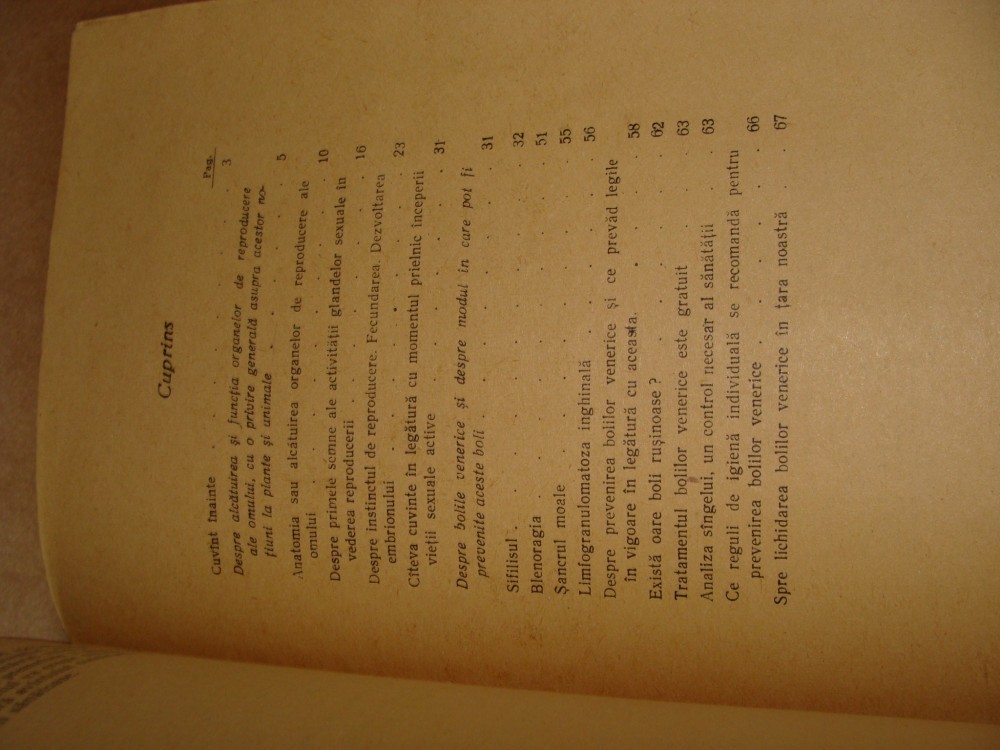 Cuprins
Pag.
Cuvînt înainte . . . . . . . 3
Despre alcătuirea și funcția organelor de reproducere
ale omului, cu o privire generală asupra acestor no-
țiuni la plante și animale . . . . . 5
Anatomia sau alcătuirea organelor de reproducere ale
omului . . . . . . . . 10
Despre primele semne ale activității glandelor sexuale în
vederea reproducerii . . . . . . 16
Despre instinctul de reproducere. Fecundarea. Dezvoltarea
embrionului . . . . . . . 23
Cîteva cuvinte în legătură cu momentul prielnic începerii
vieții sexuale active . . . . . . 31
Despre bolile venerice și despre modul în care pot fi
prevenite aceste boli . . . . . . 31
Sifilisul . . . . . . . . 32
Blenoragia . . . . . . . 51
Șancrul moale . . . . . . . 55
Limfogranulomatoza inghinală . . . . . 56
Despre prevenirea bolilor venerice și ce prevăd legile
în vigoare în legătură cu aceasta . . . . 58
Există oare boli rușinoase? . . . . . 62
Tratamentul bolilor venerice este gratuit . . . 63
Analiza sîngelui, un control necesar al sănătății . . 63
Ce reguli de igienă individuală se recomandă pentru
prevenirea bolilor venerice . . . . . 66
Spre lichidarea bolilor venerice în țara noastră . . 67